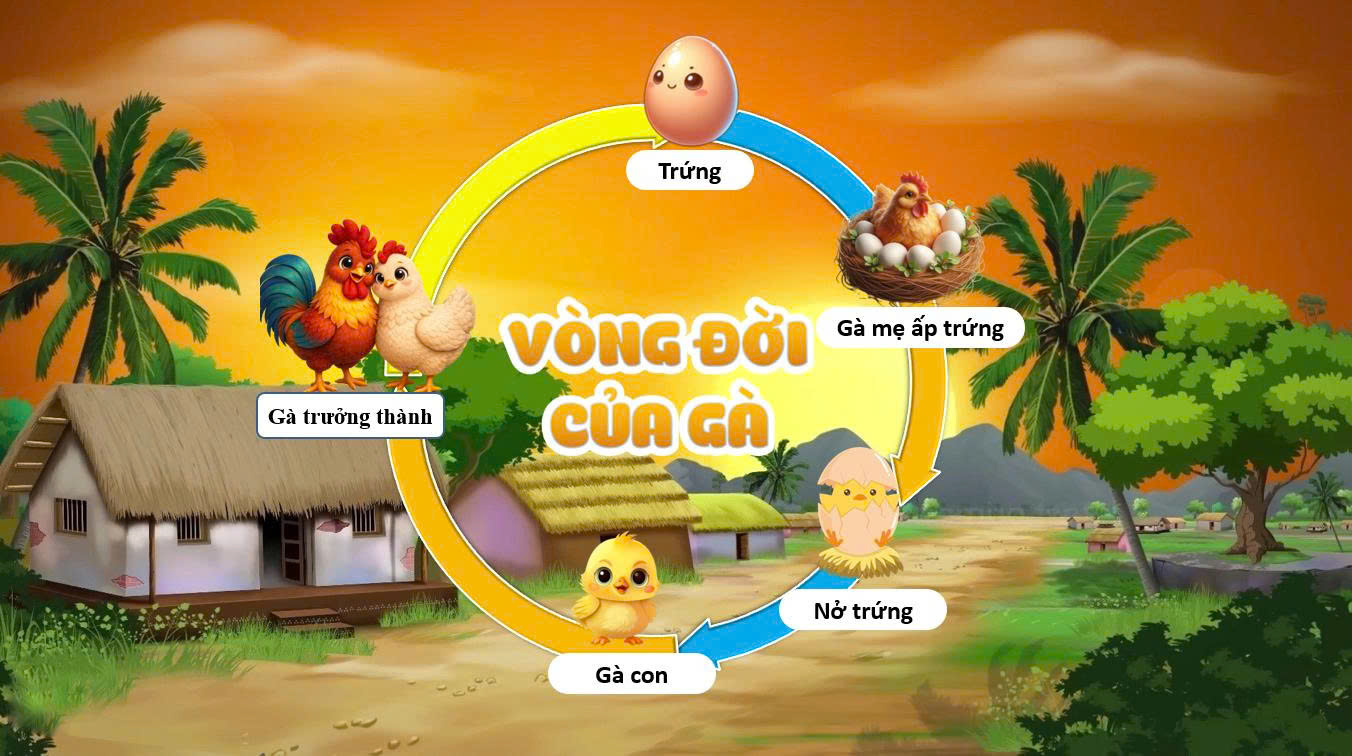 VÒNG ĐỜI
CỦA GÀ
Trứng
Gà mẹ ấp trứng
Nở trứng
Gà con
Gà trưởng thành